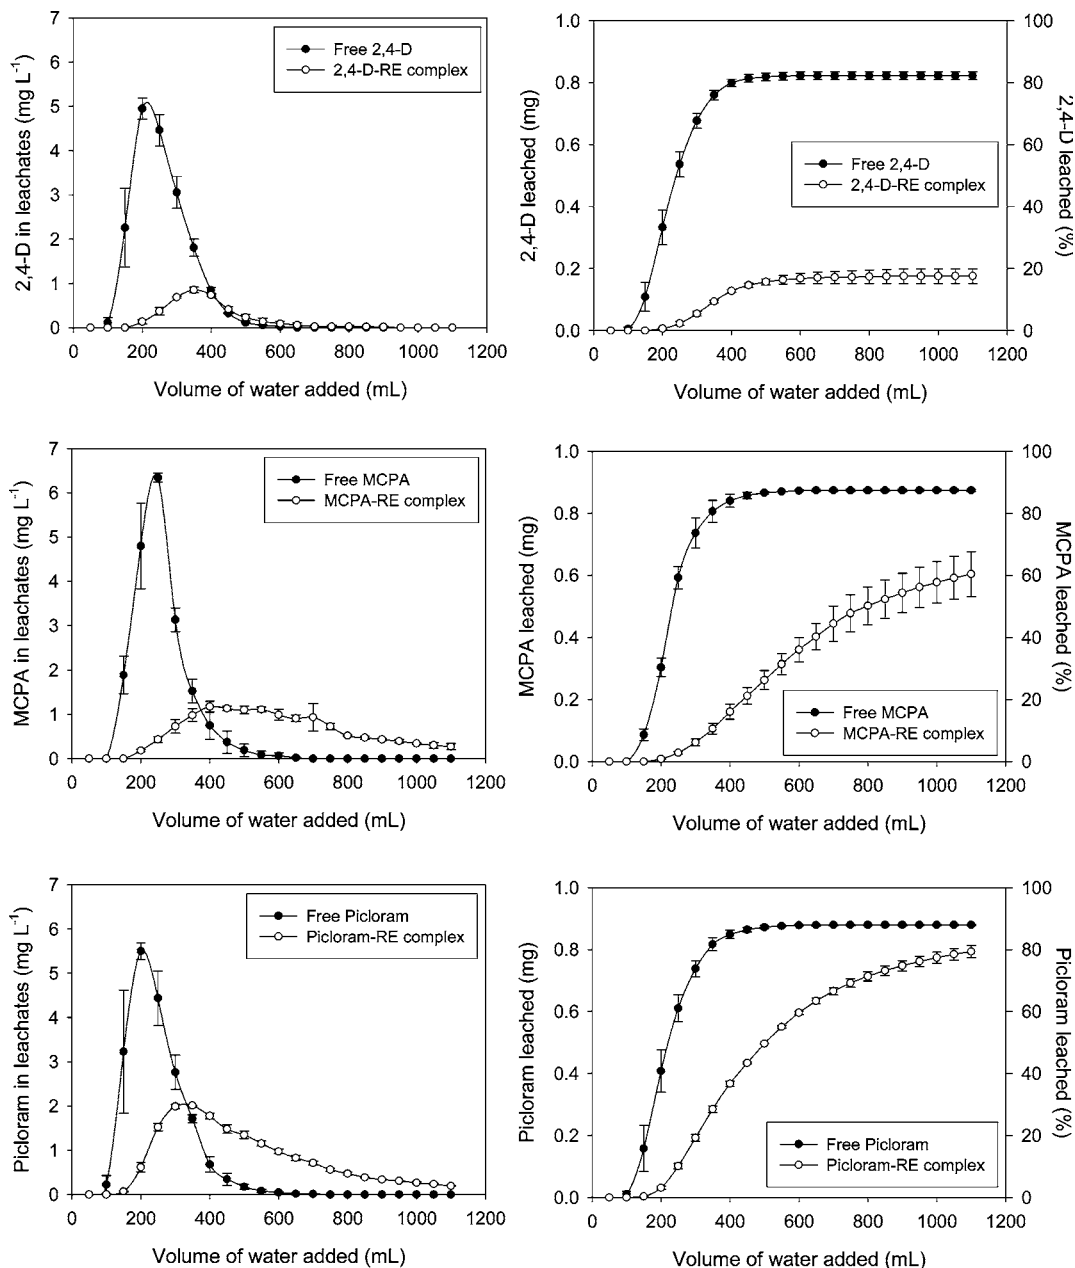 7
6
5
4
3
2
1
0
2,4-D in leachates (mg L⁻¹)
Free 2,4-D
2,4-D-RE complex
0 200 400 600 800 1000 1200
Volume of water added (mL)
1.0
0.8
0.6
0.4
0.2
0.0
2,4-D leached (mg)
Free 2,4-D
2,4-D-RE complex
100
80
60
40
20
0
2,4-D leached (%)
0 200 400 600 800 1000 1200
Volume of water added (mL)
7
6
5
4
3
2
1
0
MCPA in leachates (mg L⁻¹)
Free MCPA
MCPA-RE complex
0 200 400 600 800 1000 1200
Volume of water added (mL)
1.0
0.8
0.6
0.4
0.2
0.0
MCPA leached (mg)
Free MCPA
MCPA-RE complex
100
80
60
40
20
0
MCPA leached (%)
0 200 400 600 800 1000 1200
Volume of water added (mL)
7
6
5
4
3
2
1
0
Picloram in leachates (mg L⁻¹)
Free Picloram
Picloram-RE complex
0 200 400 600 800 1000 1200
Volume of water added (mL)
1.0
0.8
0.6
0.4
0.2
0.0
Picloram leached (mg)
Free Picloram
Picloram-RE complex
100
80
60
40
20
0
Picloram leached (%)
0 200 400 600 800 1000 1200
Volume of water added (mL)